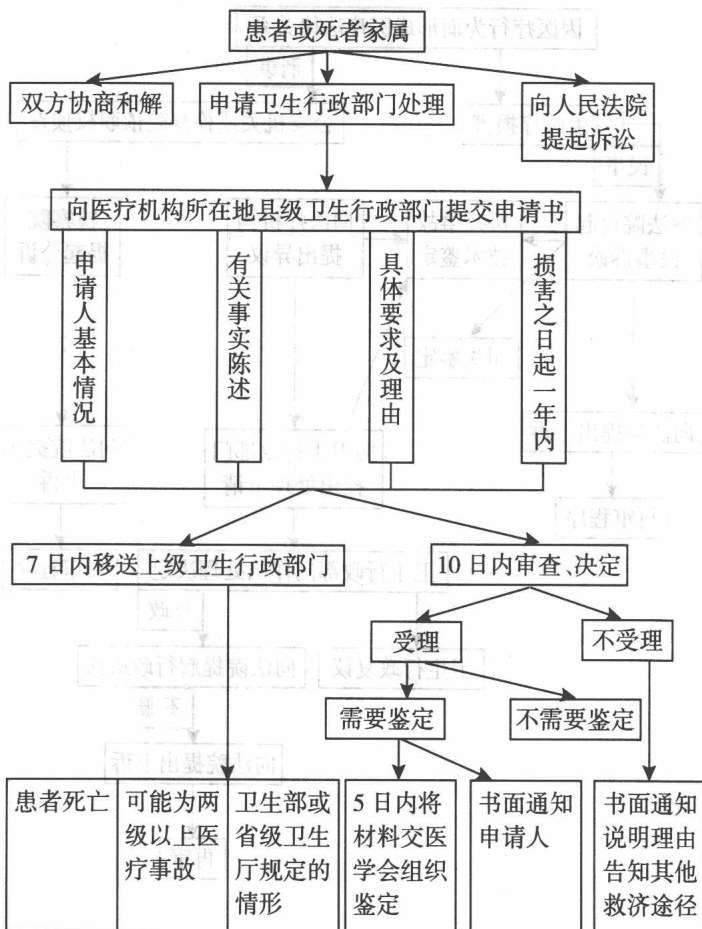 患者或死者家属
双方协商和解
申请卫生行政部门处理
向人民法院
提起诉讼
向医疗机构所在地县级卫生行政部门提交申请书
申请人基本情况
有关事实陈述
具体要求及理由
损害之日起一年内
7日内移送上级卫生行政部门
10日内审查、决定
受理
不受理
需要鉴定
不需要鉴定
患者死亡
可能为两
级以上医
疗事故
卫生部或
省级卫生
厅规定的
情形
5日内将
材料交医
学会组织
鉴定
书面通知
申请人
书面通知
说明理由
告知其他
救济途径